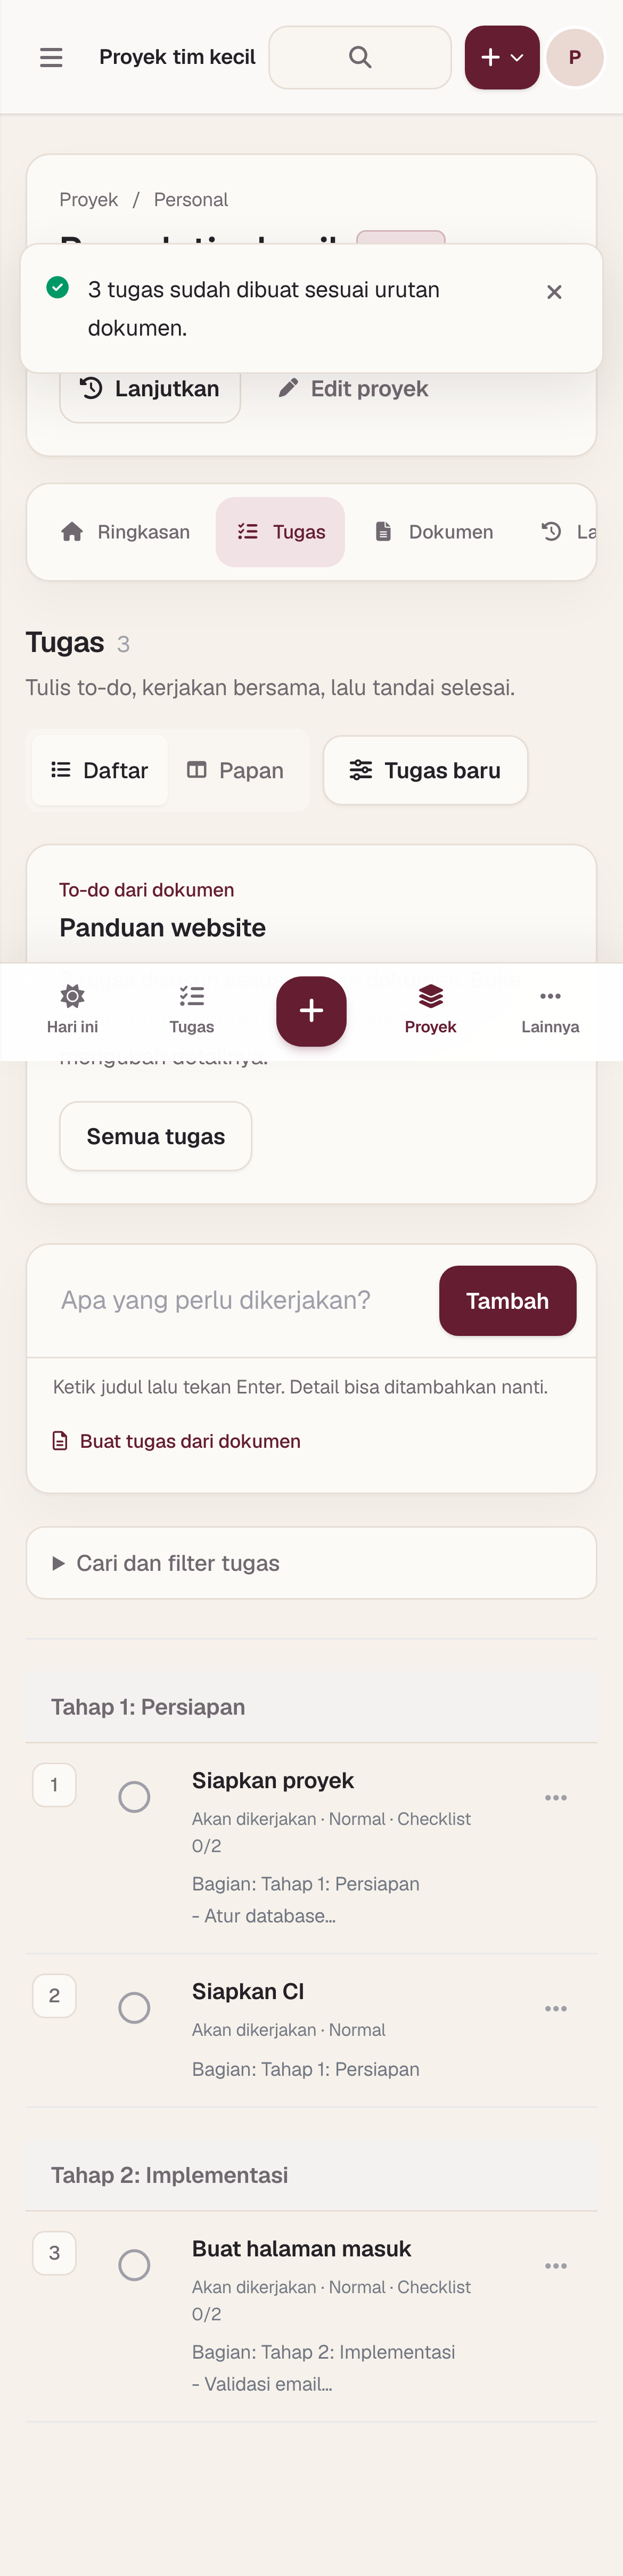 Proyek tim kecil
P
Proyek / Personal
3 tugas sudah dibuat sesuai urutan
dokumen.
Lanjutkan
Edit proyek
Ringkasan
Tugas
Dokumen
La
Tugas 3
Tulis to-do, kerjakan bersama, lalu tandai selesai.
Daftar
Papan
Tugas baru
To-do dari dokumen
Panduan website
Hari ini
Tugas
Proyek
Lainnya
mengubah detailnya.
Semua tugas
Apa yang perlu dikerjakan?
Tambah
Ketik judul lalu tekan Enter. Detail bisa ditambahkan nanti.
Buat tugas dari dokumen
Cari dan filter tugas
Tahap 1: Persiapan
1
Siapkan proyek
Akan dikerjakan · Normal · Checklist
0/2
Bagian: Tahap 1: Persiapan
- Atur database...
2
Siapkan CI
Akan dikerjakan · Normal
Bagian: Tahap 1: Persiapan
Tahap 2: Implementasi
3
Buat halaman masuk
Akan dikerjakan · Normal · Checklist
0/2
Bagian: Tahap 2: Implementasi
- Validasi email...